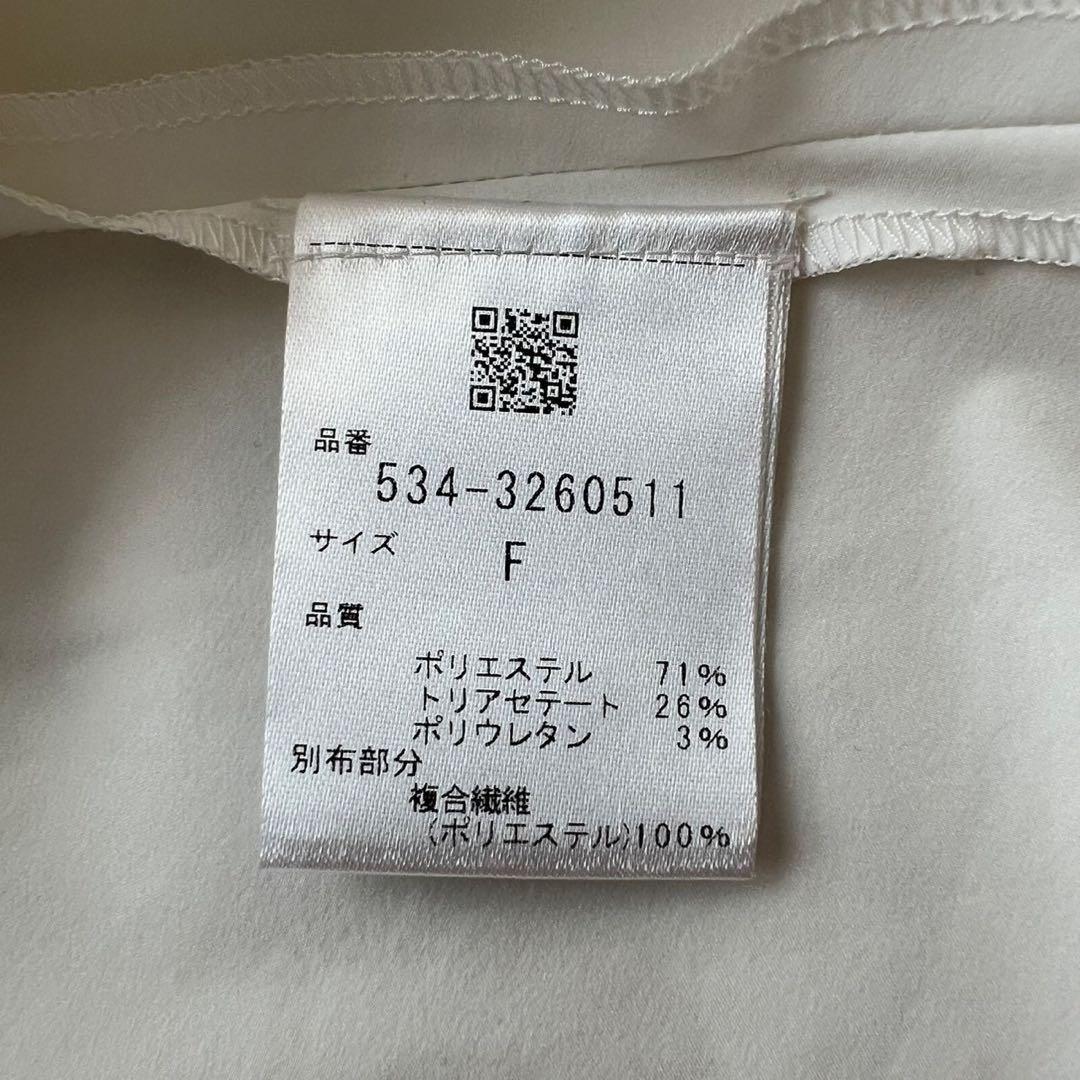 品番
534-3260511
サイズ F
品質
ポリエステル 71%
トリアセテート 26%
ポリウレタン 3%
別布部分
複合繊維
(ポリエステル)100%